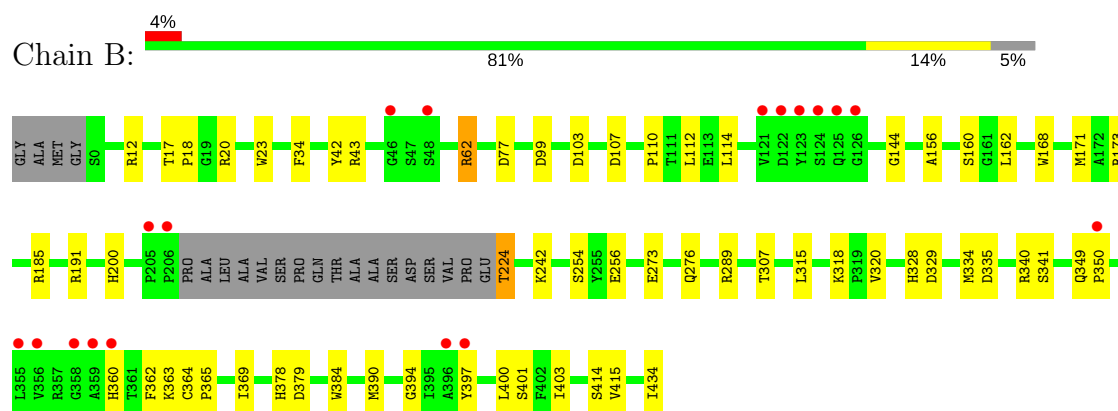 4%
Chain B:
81% 14% 5%
GLY ALA MET GLY S0 R12 T17 P18 G19 R20 W23 F34 Y42 R43 G46 S47 S48 R62 D77 D99 D103 D107 P110 T111 L112 E113 L114 V121 D122 Y123 S124 Q125 G126 G144 A156 S160 G161 L162 W168 M171 A172
R185 R191 H200 P205 P206 PRO ALA LEU ALA VAL SER PRO GLN THR ALA ALA SER ASP SER VAL PRO GLU T224 K242 S254 Y255 E256 E273 Q276 R289 T307 L315 K318 P319 V320 H328 D329 M334 D335 R340 S341 Q349 P350
L355 V356 R357 G358 A359 H360 T361 F362 K363 C364 P365 I369 H378 D379 W384 M390 G394 I395 A396 Y397 L400 S401 F402 I403 S414 V415 I434